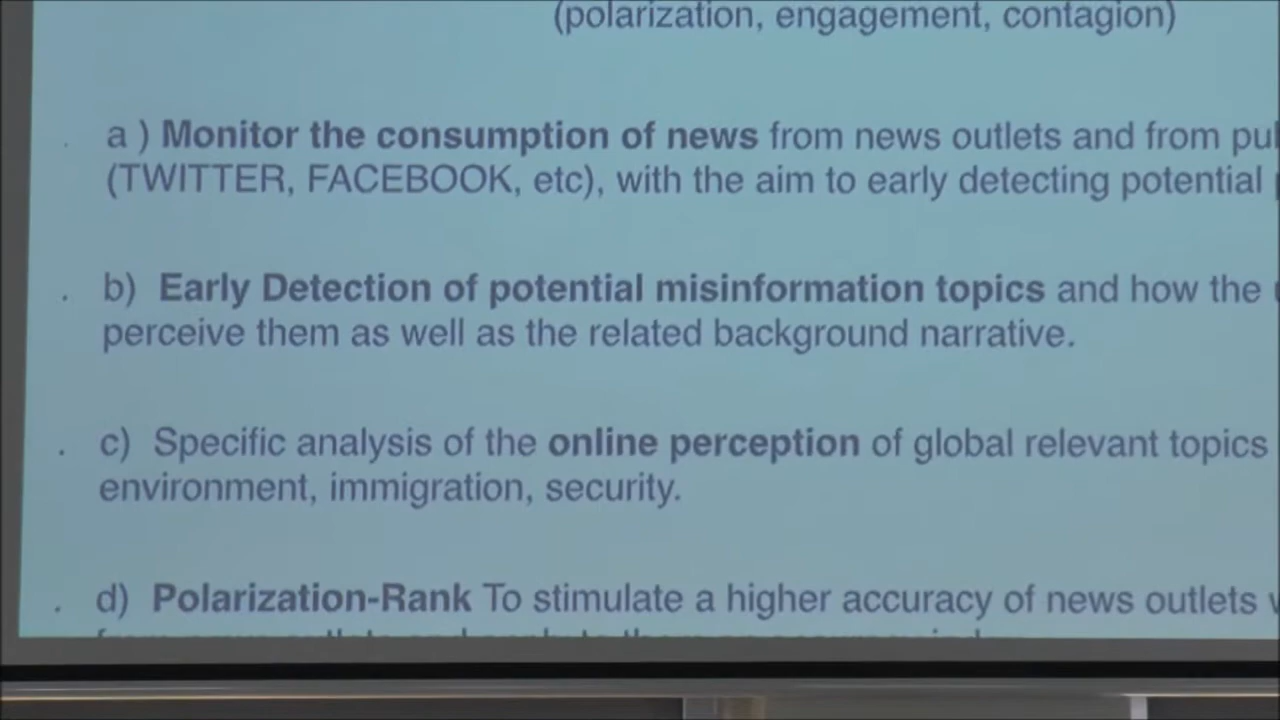 (polarization, engagement, contagion)
a ) Monitor the consumption of news from news outlets and from
(TWITTER, FACEBOOK, etc), with the aim to early detecting potential
b) Early Detection of potential misinformation topics and how the
perceive them as well as the related background narrative.
c) Specific analysis of the online perception of global relevant topics
environment, immigration, security.
d) Polarization-Rank To stimulate a higher accuracy of news outlets